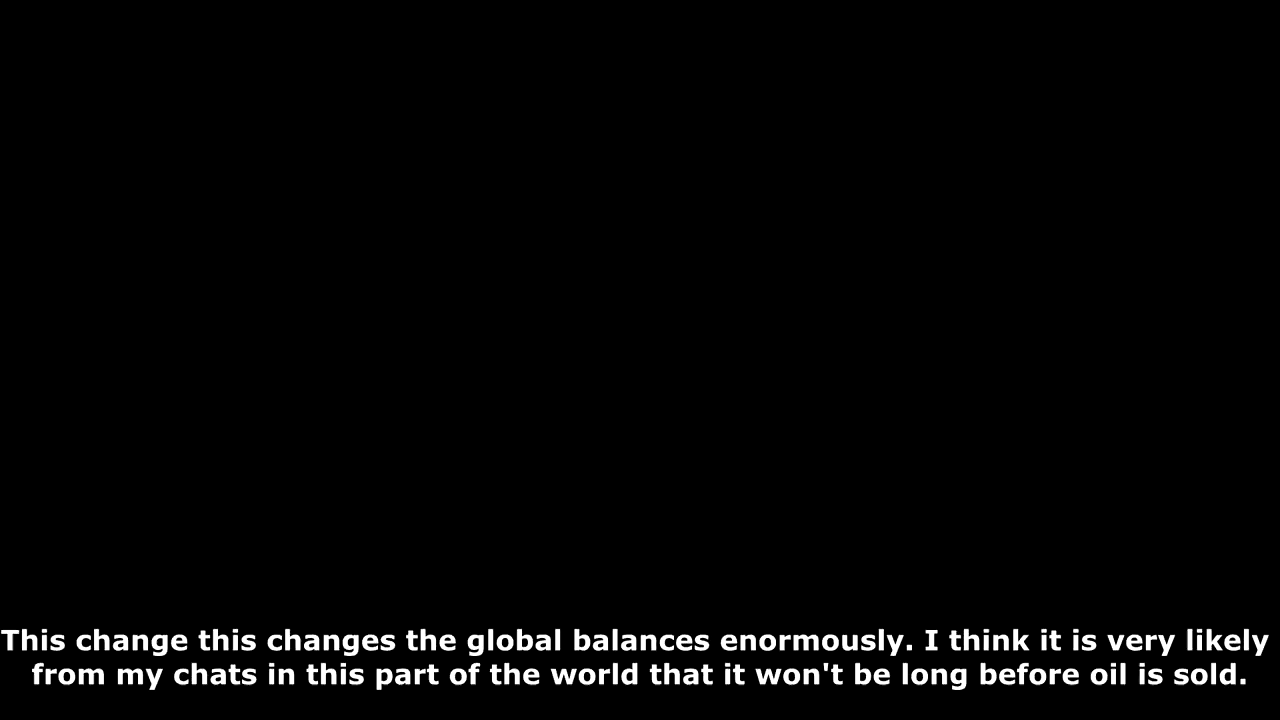 This change this changes the global balances enormously. I think it is very likely
from my chats in this part of the world that it won't be long before oil is sold.